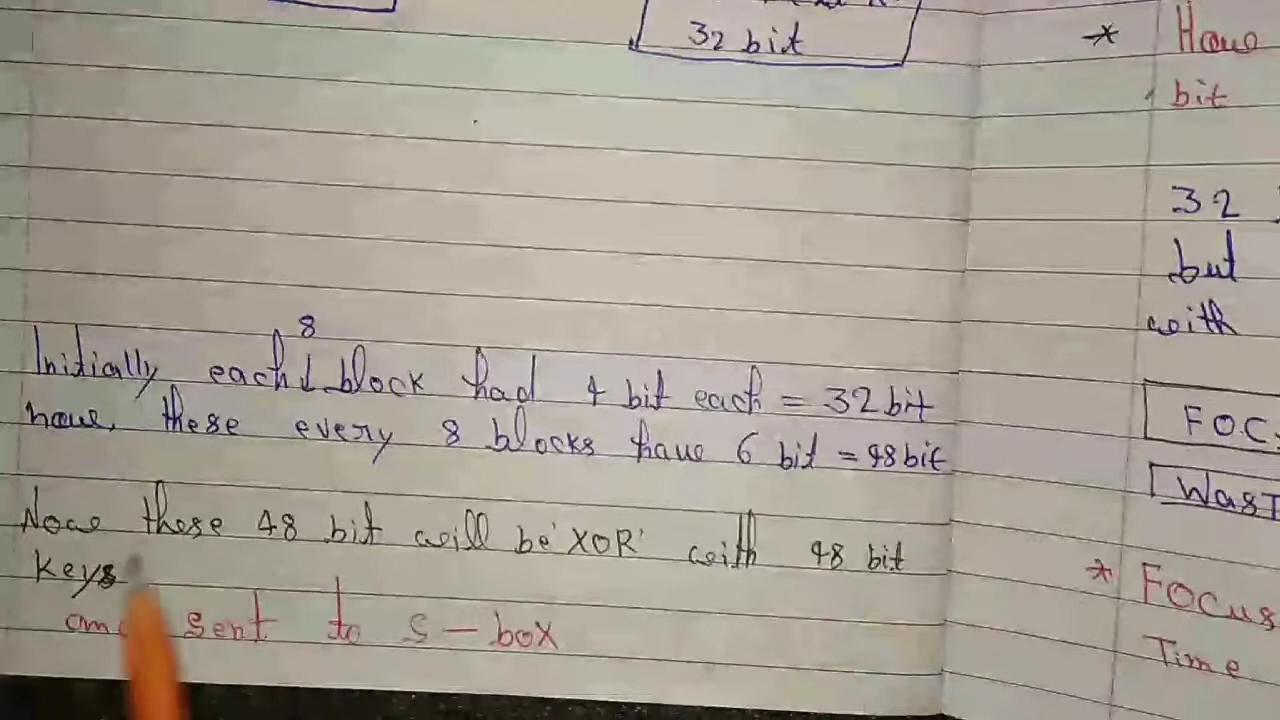 32 bit
8
Initially each block had 4 bit each = 32 bit
now, these every 8 blocks have 6 bit = 48 bit
Now these 48 bit will be 'XOR' with 48 bit
keys
and sent to S - box
* How
bit
32
but
with
FOC
Wast
* Focus
Time